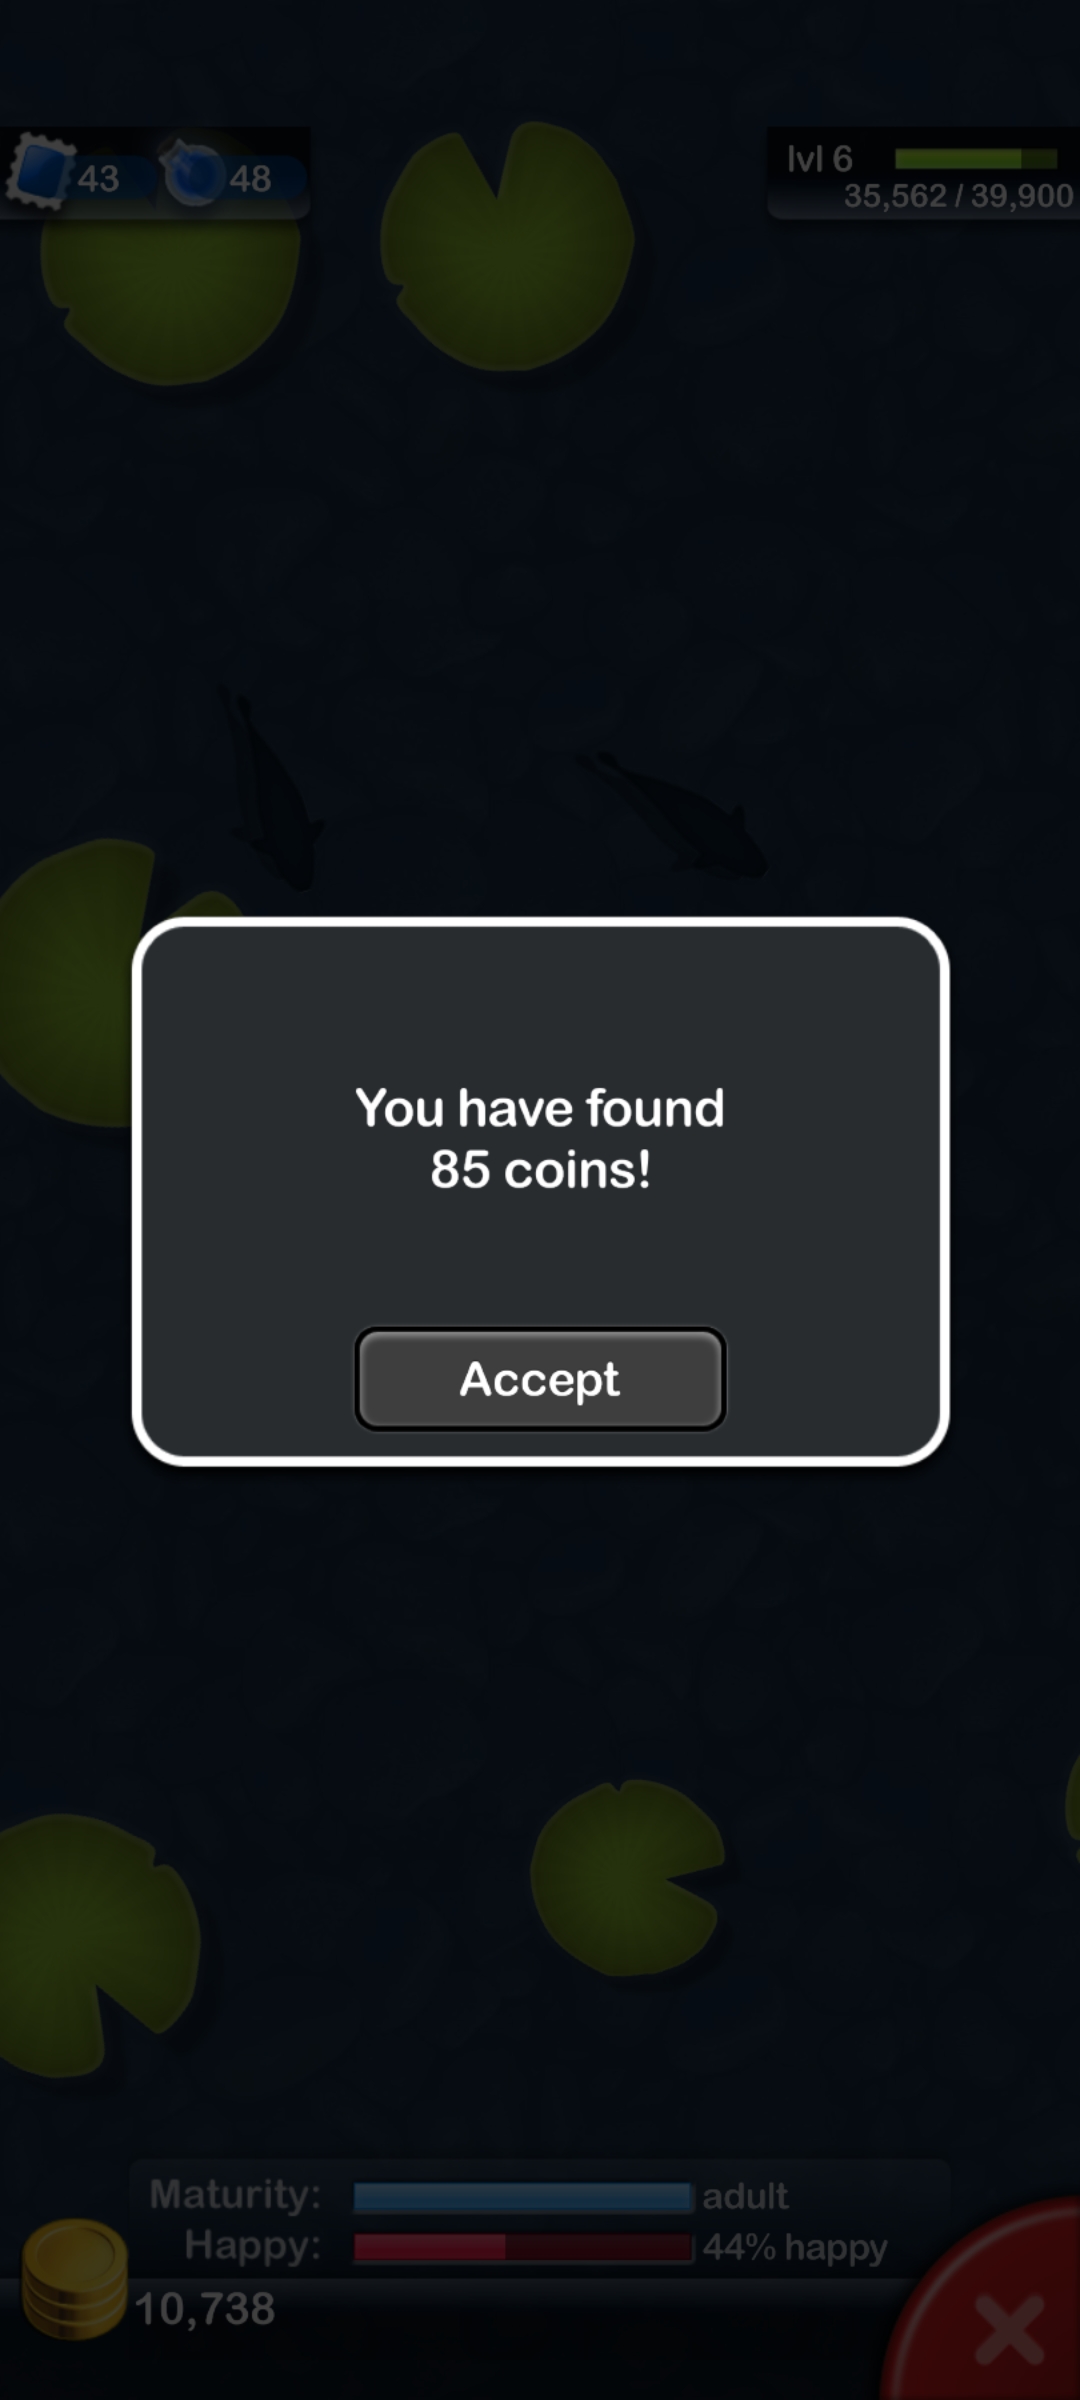 43
48
lvl 6
35,562 / 39,900
You have found
85 coins!
Accept
Maturity: adult
Happy: 44% happy
10,738